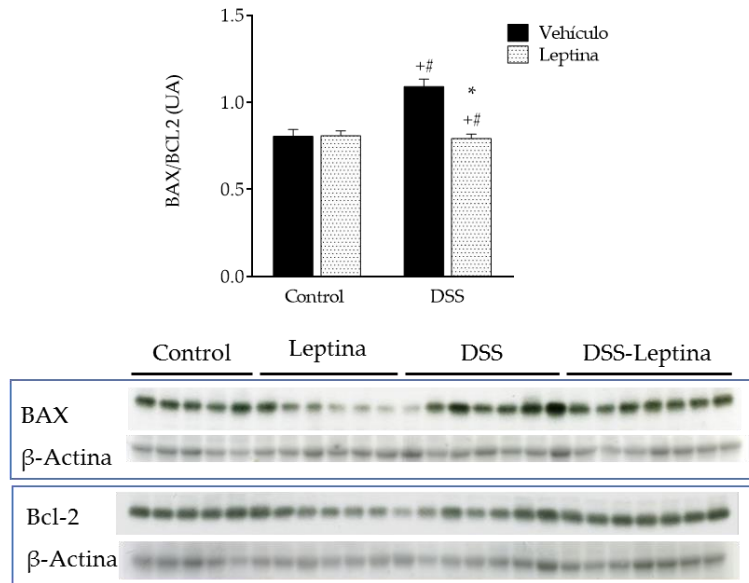 1.5
Vehículo
Leptina
+#
*
+#
1.0
0.5
0.0
BAX/BCL2 (UA)
Control
DSS
Control
Leptina
DSS
DSS-Leptina
BAX
β-Actina
Bcl-2
β-Actina